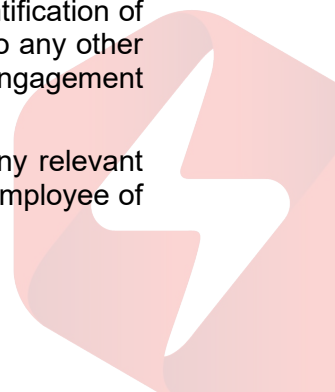 tification of
o any other
ngagement
ny relevant
mployee of